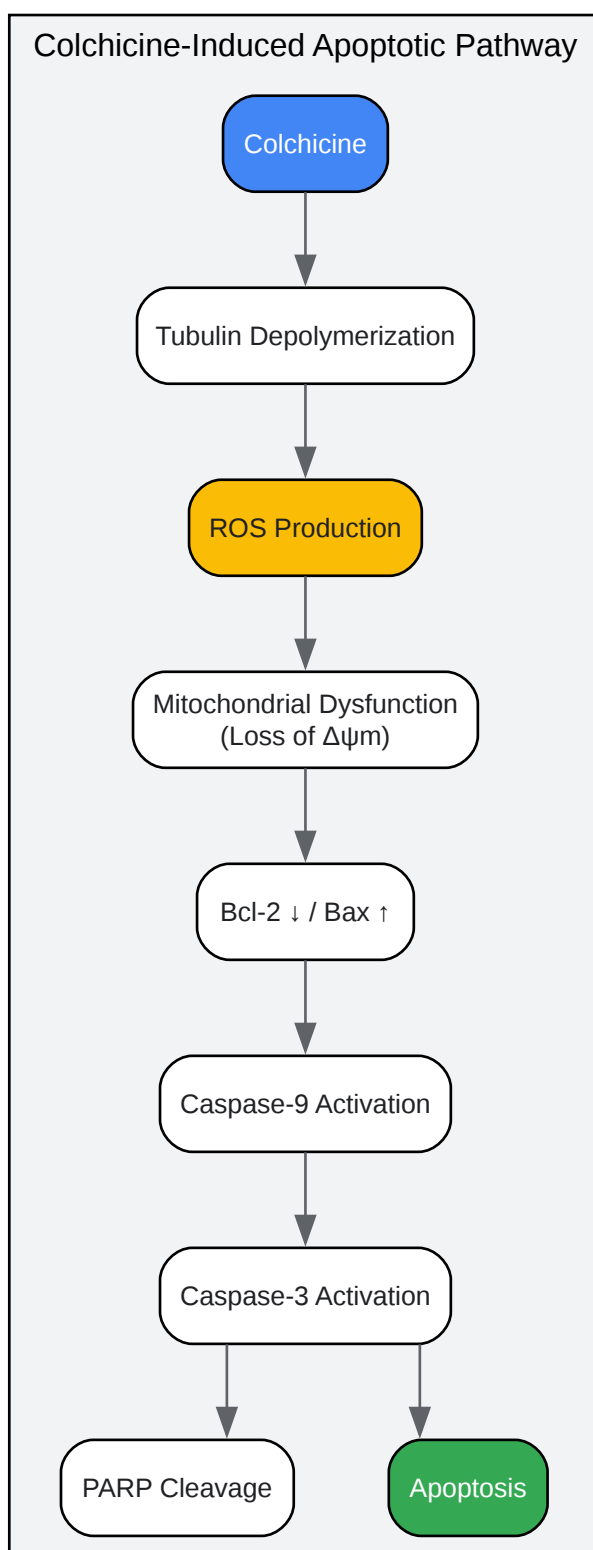 Colchicine-Induced Apoptotic Pathway
Colchicine
Tubulin Depolymerization
ROS Production
Mitochondrial Dysfunction
(Loss of Δψm)
Bcl-2 ↓ / Bax ↑
Caspase-9 Activation
Caspase-3 Activation
PARP Cleavage
Apoptosis